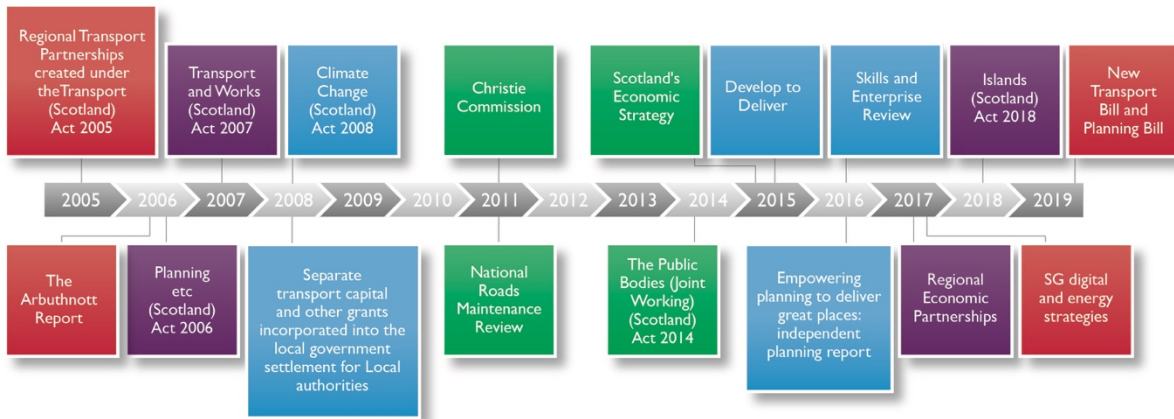 Regional Transport
Partnerships
created under
theTransport
(Scotland)
Act 2005
Transport
and Works
(Scotland)
Act 2007
Climate
Change
(Scotland)
Act 2008
Christie
Commission
Scotland's
Economic
Strategy
Develop to
Deliver
Skills and
Enterprise
Review
Islands
(Scotland)
Act 2018
New
Transport
Bill and
Planning Bill
2005
2006
2007
2008
2009
2010
2011
2012
2013
2014
2015
2016
2017
2018
2019
The
Arbuthnott
Report
Planning
etc
(Scotland)
Act 2006
Separate
transport capital
and other grants
incorporated into the
local government
settlement for Local
authorities
National
Roads
Maintenance
Review
The Public
Bodies (Joint
Working)
(Scotland)
Act 2014
Empowering
planning to deliver
great places:
independent
planning report
Regional
Economic
Partnerships
SG digital
and energy
strategies